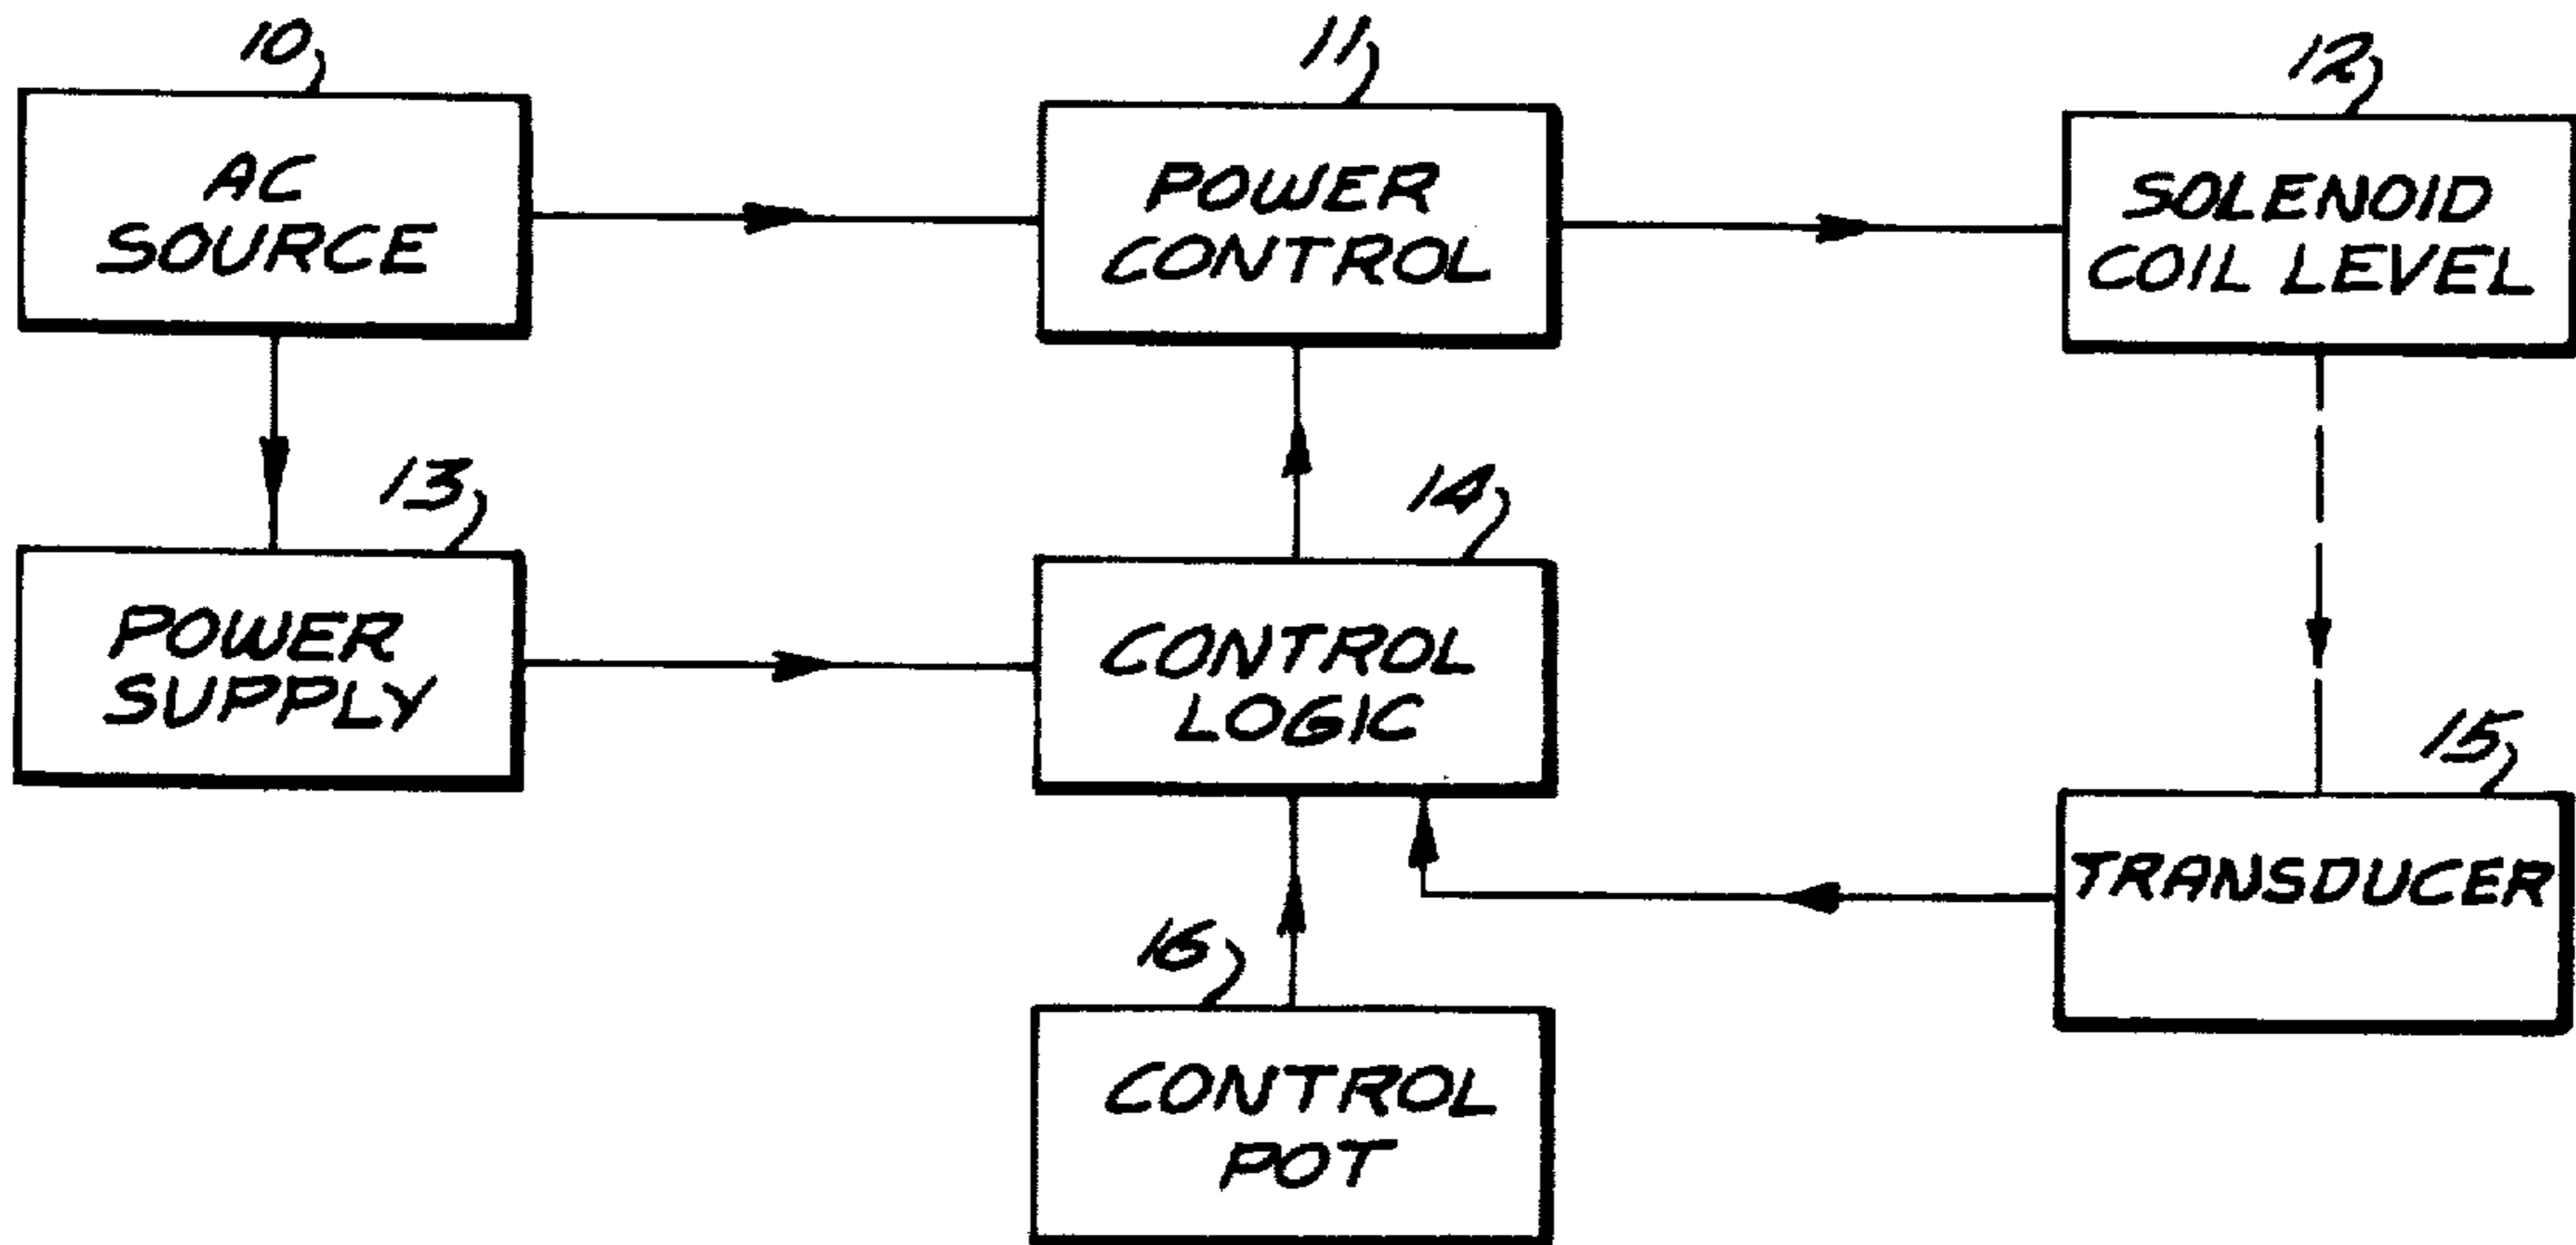 10
AC
SOURCE
11
POWER
CONTROL
12
SOLENOID
COIL LEVEL
13
POWER
SUPPLY
14
CONTROL
LOGIC
15
TRANSDUCER
16
CONTROL
POT